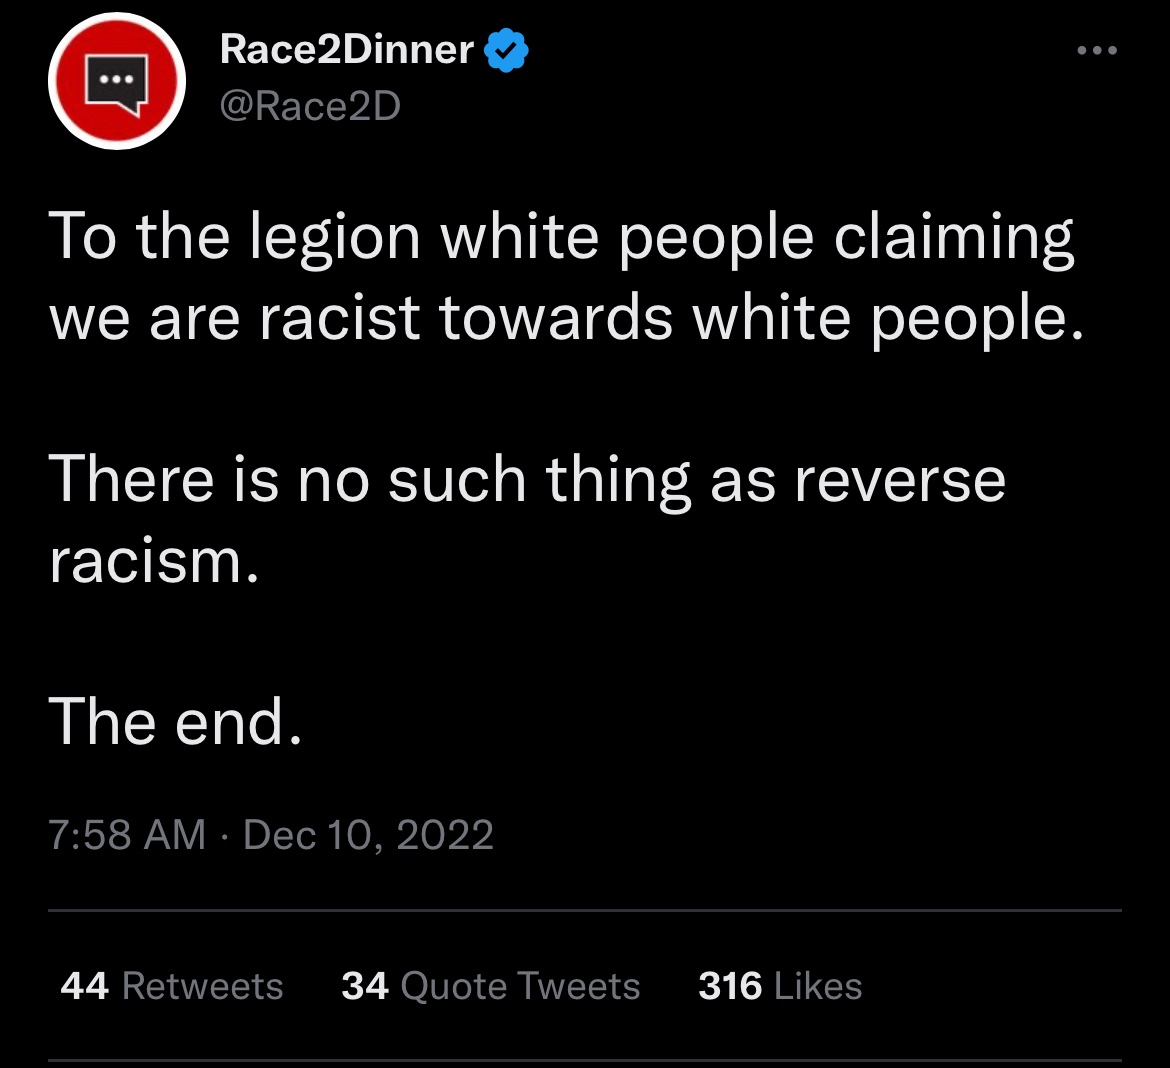 Race2Dinner
@Race2D
To the legion white people claiming
we are racist towards white people.
There is no such thing as reverse
racism.
The end.
7:58 AM · Dec 10, 2022
44 Retweets 34 Quote Tweets 316 Likes